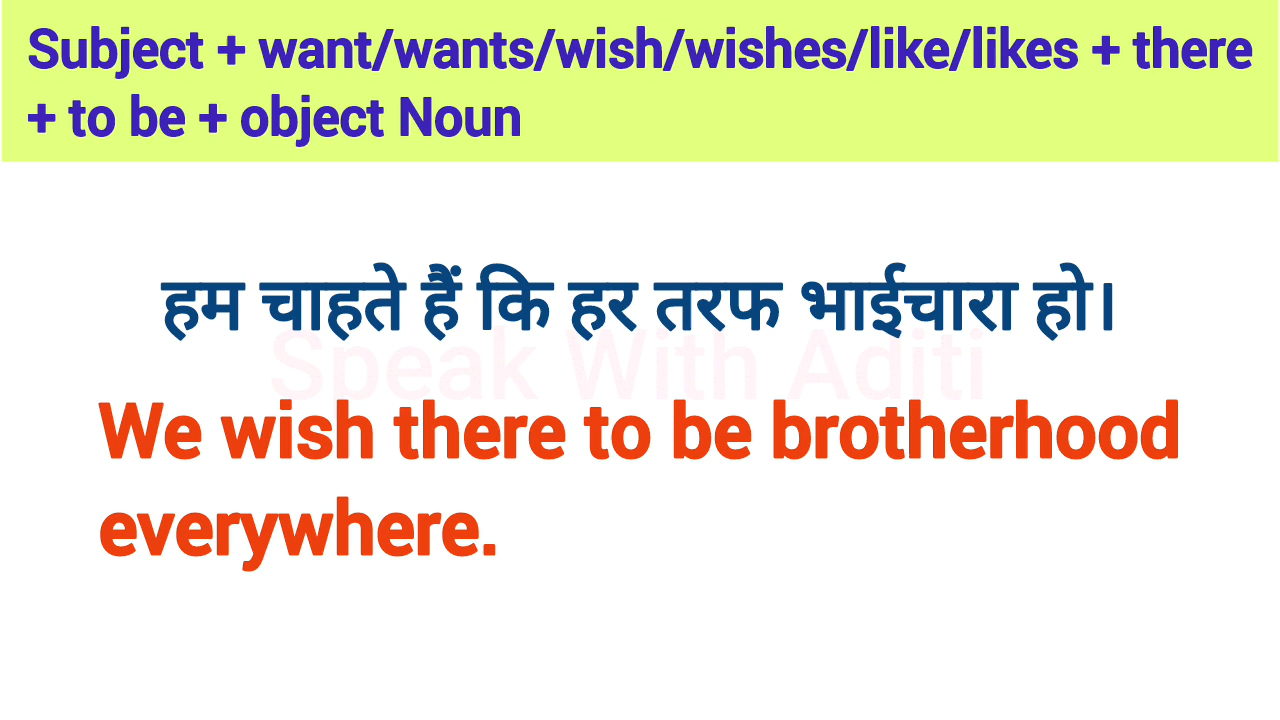 Subject + want/wants/wish/wishes/like/likes + there
+ to be + object Noun
हम चाहते हैं कि हर तरफ भाईचारा हो।
Speak With Aditi
We wish there to be brotherhood
everywhere.